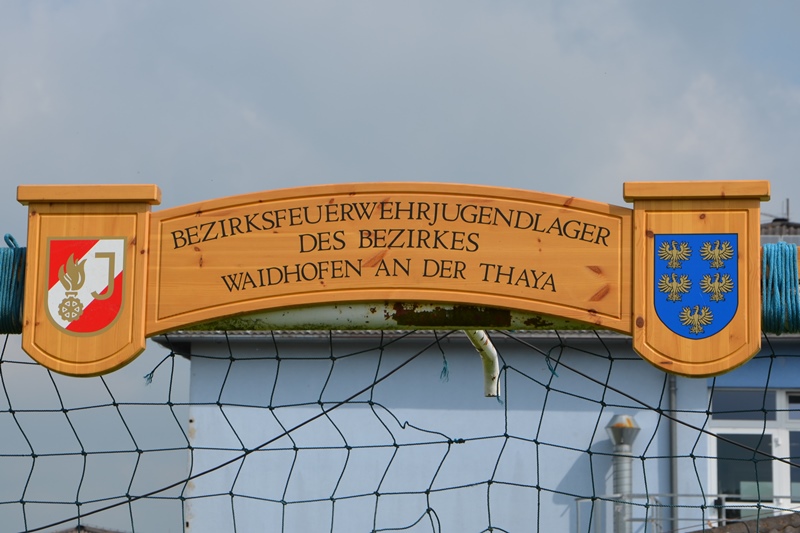 BEZIRKSFEUERWEHRJUGENDLAGER
DES BEZIRKES
WAIDHOFEN AN DER THAYA
J